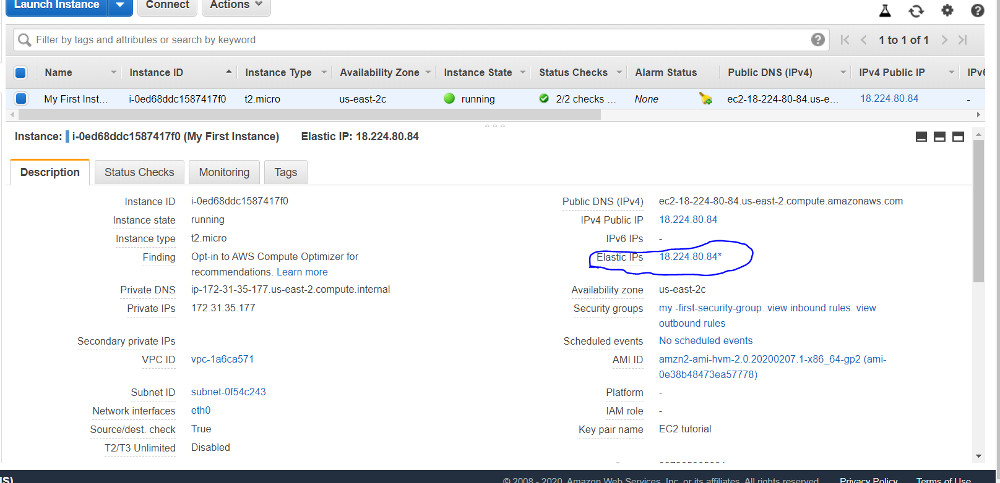 Launch Instance Connect Actions
Filter by tags and attributes or search by keyword 1 to 1 of 1
Name Instance ID Instance Type Availability Zone Instance State Status Checks Alarm Status Public DNS (IPv4) IPv4 Public IP IPv6
My First Inst... i-0ed68ddc1587417f0 t2.micro us-east-2c running 2/2 checks ... None ec2-18-224-80-84.us-e... 18.224.80.84 -
Instance: i-0ed68ddc1587417f0 (My First Instance) Elastic IP: 18.224.80.84
Description Status Checks Monitoring Tags
Instance ID i-0ed68ddc1587417f0 Public DNS (IPv4) ec2-18-224-80-84.us-east-2.compute.amazonaws.com
Instance state running IPv4 Public IP 18.224.80.84
Instance type t2.micro IPv6 IPs -
Finding Opt-in to AWS Compute Optimizer for Elastic IPs 18.224.80.84*
recommendations. Learn more
Private DNS ip-172-31-35-177.us-east-2.compute.internal Availability zone us-east-2c
Private IPs 172.31.35.177 Security groups my -first-security-group. view inbound rules. view
outbound rules
Secondary private IPs Scheduled events No scheduled events
VPC ID vpc-1a6ca571 AMI ID amzn2-ami-hvm-2.0.20200207.1-x86_64-gp2 (ami-
0e38b48473ea57778)
Subnet ID subnet-0f54c243 Platform -
Network interfaces eth0 IAM role -
Source/dest. check True Key pair name EC2 tutorial
T2/T3 Unlimited Disabled
© 2008 - 2020, Amazon Web Services, Inc. or its affiliates. All rights reserved. Privacy Policy Terms of Use